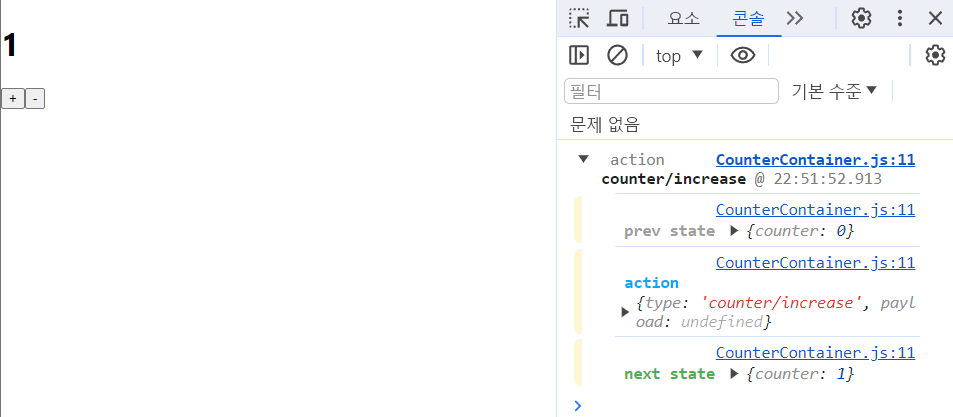 1
+ -
요소 콘솔
top
필터 기본 수준
문제 없음
action CounterContainer.js:11
counter/increase @ 22:51:52.913
CounterContainer.js:11
prev state {counter: 0}
CounterContainer.js:11
action
{type: 'counter/increase', payl
oad: undefined}
CounterContainer.js:11
next state {counter: 1}